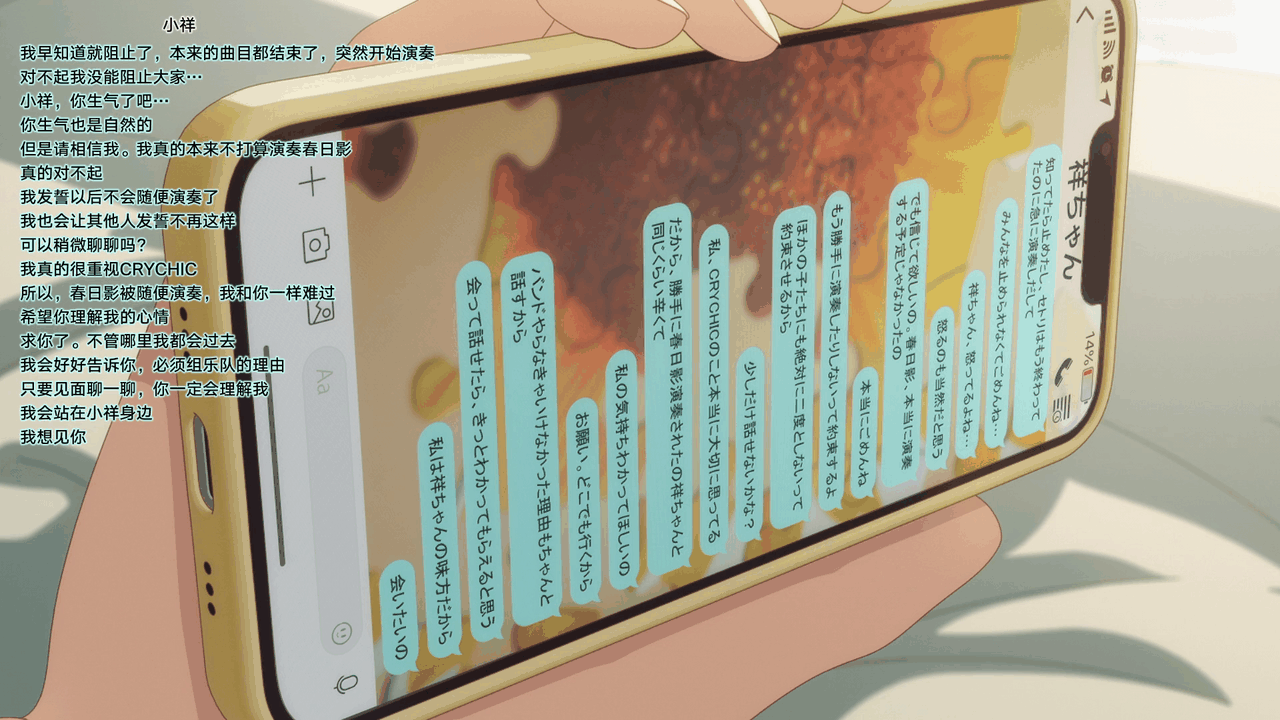 小祥
我早知道就阻止了，本来的曲目都结束了，突然开始演奏
对不起我没能阻止大家…
小祥，你生气了吧…
你生气也是自然的
但是请相信我。我真的本来不打算演奏春日影
真的对不起
我发誓以后不会随便演奏了
我也会让其他人发誓不再这样
可以稍微聊聊吗？
我真的很重视CRYCHIC
所以，春日影被随便演奏，我和你一样难过
希望你理解我的心情
求你了。不管哪里我都会过去
我会好好告诉你，必须组乐队的理由
只要见面聊一聊，你一定会理解我
我会站在小祥身边
我想见你
14%
祥ちゃん
知ってたら止めたし、セトリはもう終わって
たのに急に演奏しだして
みんなを止められなくてごめんね…
祥ちゃん、怒ってるよね…
怒るのも当然だと思う
でも信じて欲しいの。春日影、本当に演奏
する予定じゃなかったの
本当にごめんね
もう勝手に演奏れたりしないって約束するよ
ほかの子たちにも絶対に二度としないって
約束させるから
少しだけ話せないかな？
私、CRYCHICのこと本当に大切に思ってる
だから、勝手に春日影演奏されたの祥ちゃんと
同じくらい辛くて
私の気持ちわかってほしいの
お願い。どこでも行くから
バンドやらなきゃいけなかった理由もちゃんと
話すから
会って話せたら、きっとわかってもらえると思う
私は祥ちゃんの味方だから
会いたいの
Aa